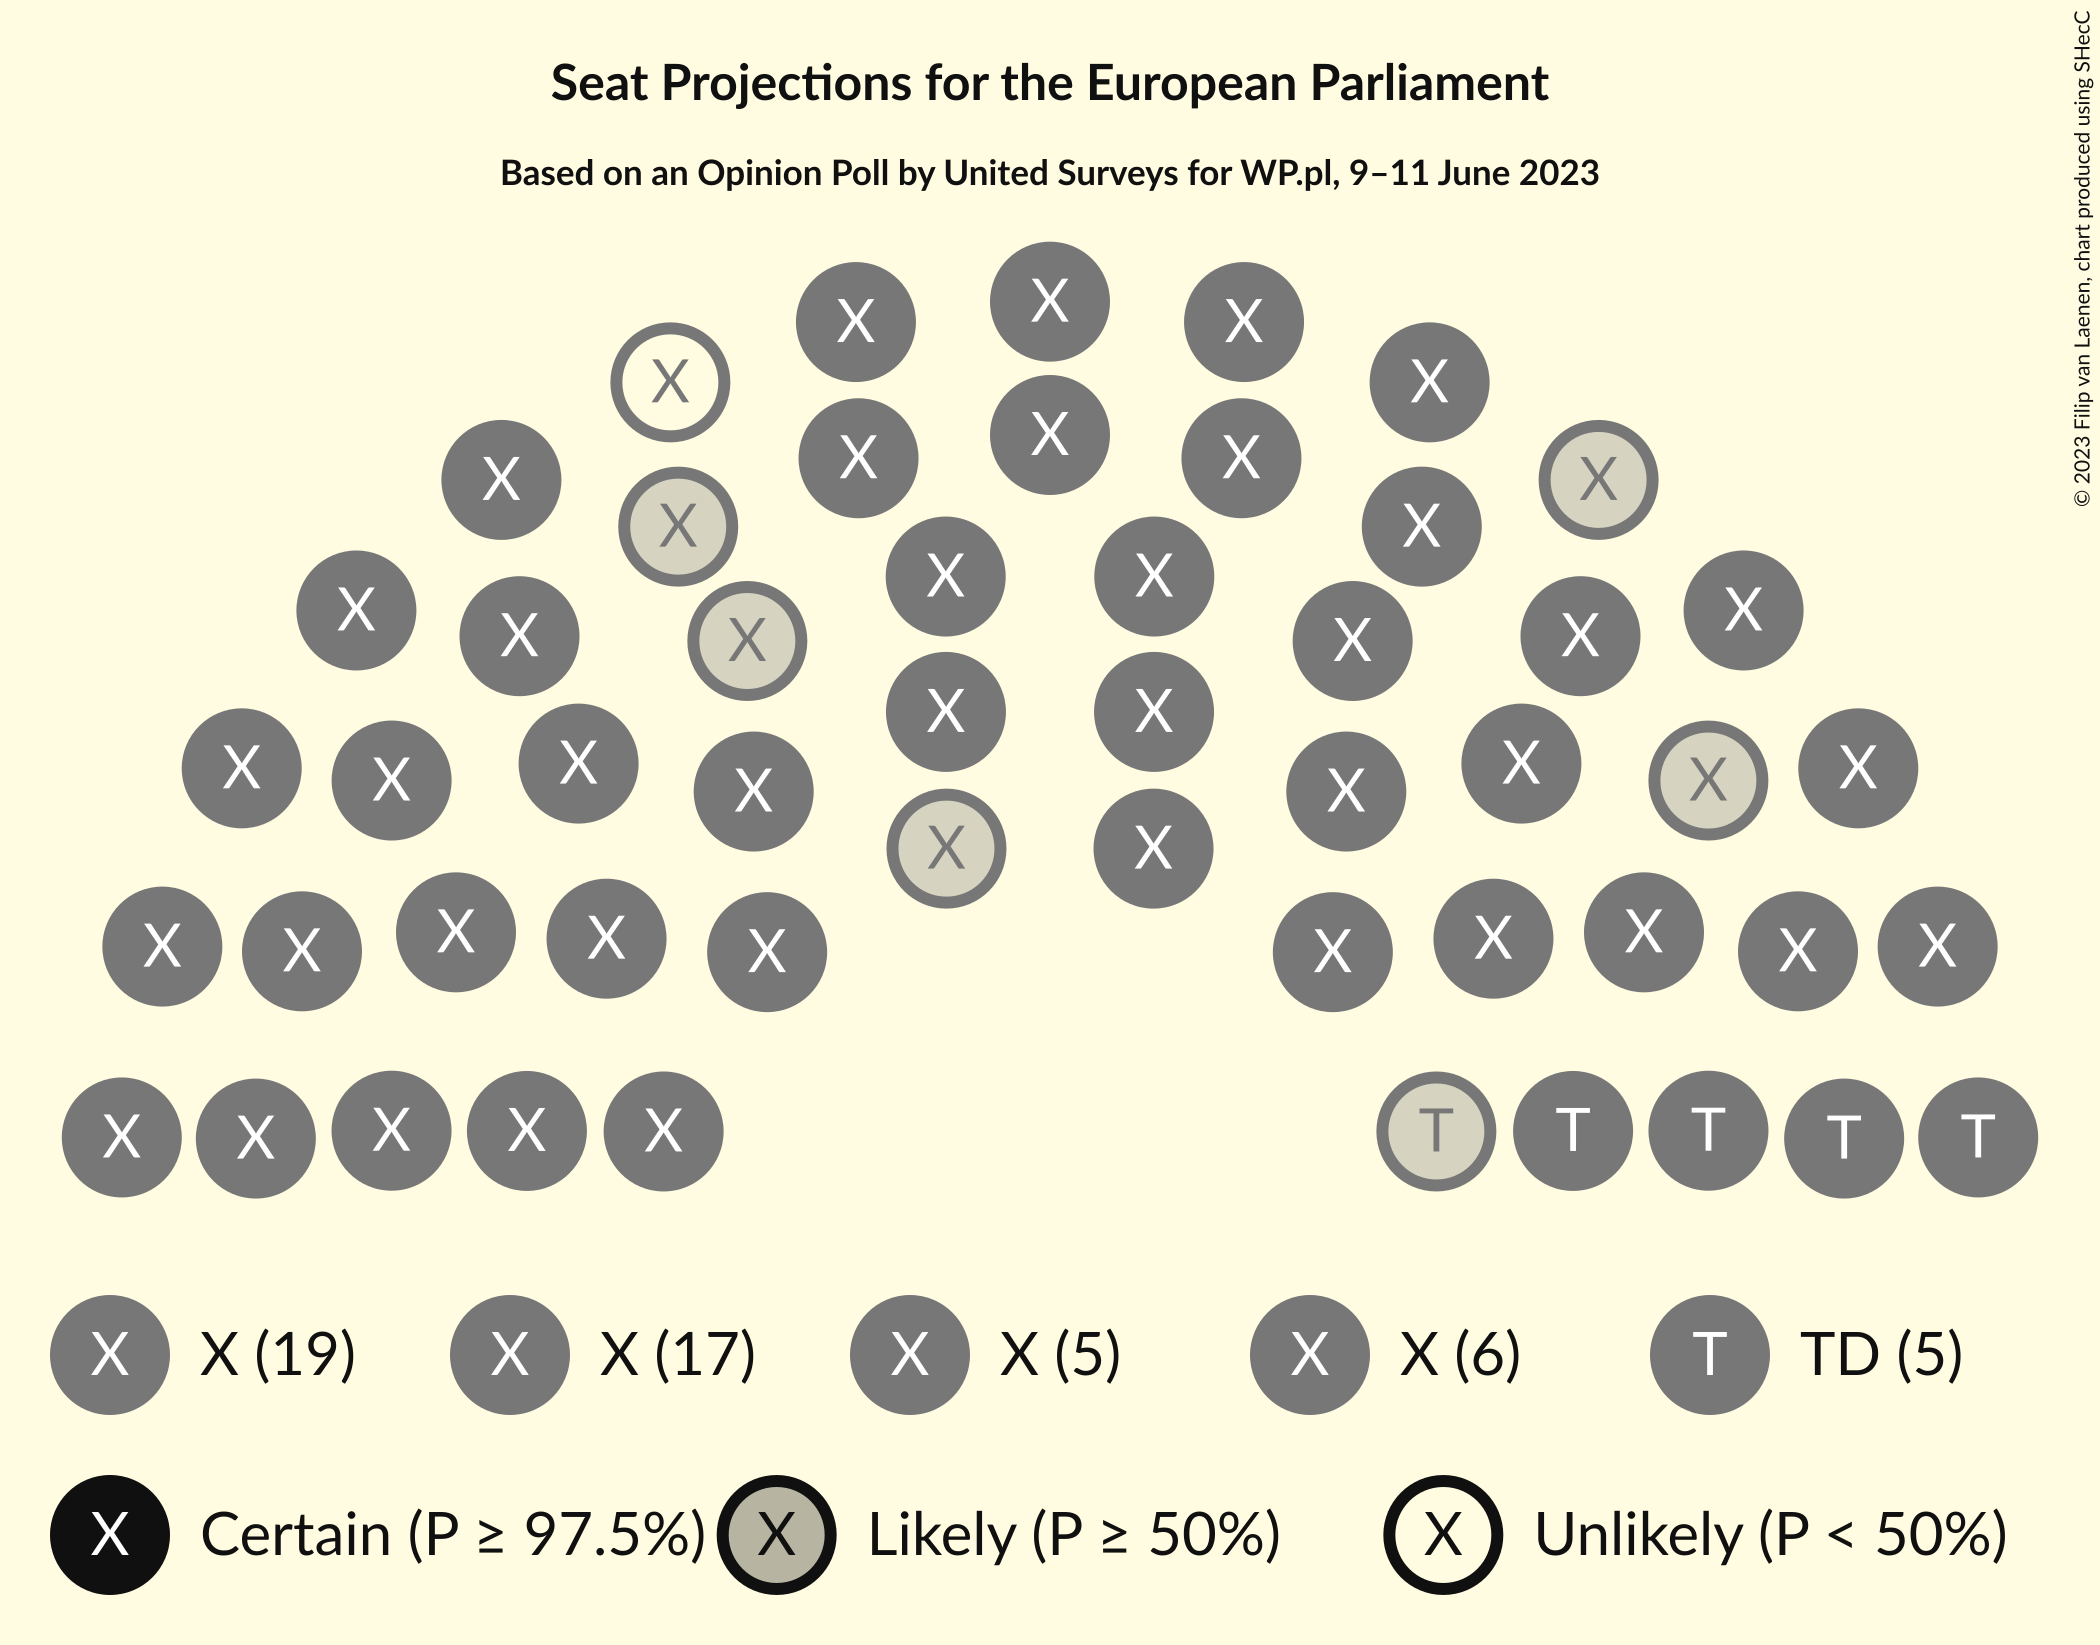 Seat Projections for the European Parliament
Based on an Opinion Poll by United Surveys for WP.pl, 9–11 June 2023
© 2023 Filip van Laenen, chart produced using SHecC
X
X X
X X
X
X X X
X X
X X
X X
X X
X X
X X
X X
X X
X X
X X
X X
X X X X
X X
X X
X X
X X
X X
X X
X X
X X X X X T T T T T
X X (19) X X (17) X X (5) X X (6) T TD (5)
X Certain (P ≥ 97.5%) X Likely (P ≥ 50%) X Unlikely (P < 50%)